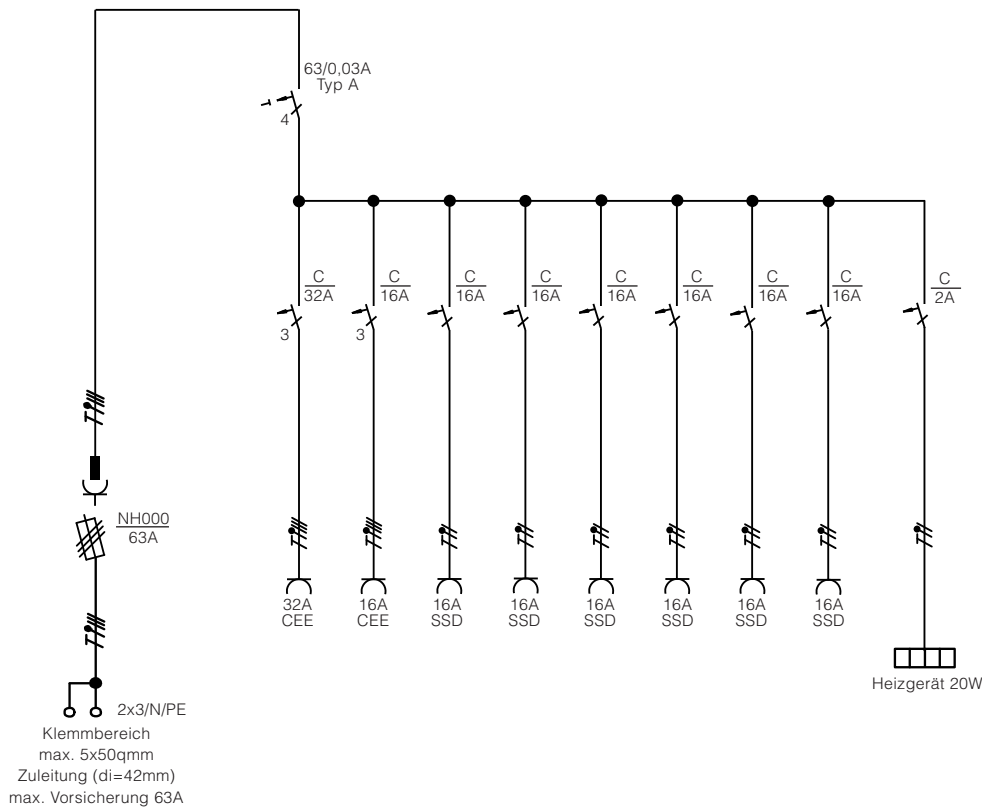 63/0,03A
Typ A
4
C
32A
C
16A
C
16A
C
16A
C
16A
C
16A
C
16A
C
16A
C
2A
3
3
NH000
63A
32A
CEE
16A
CEE
16A
SSD
16A
SSD
16A
SSD
16A
SSD
16A
SSD
16A
SSD
Heizgerät 20W
2x3/N/PE
Klemmbereich
max. 5x50qmm
Zuleitung (di=42mm)
max. Vorsicherung 63A